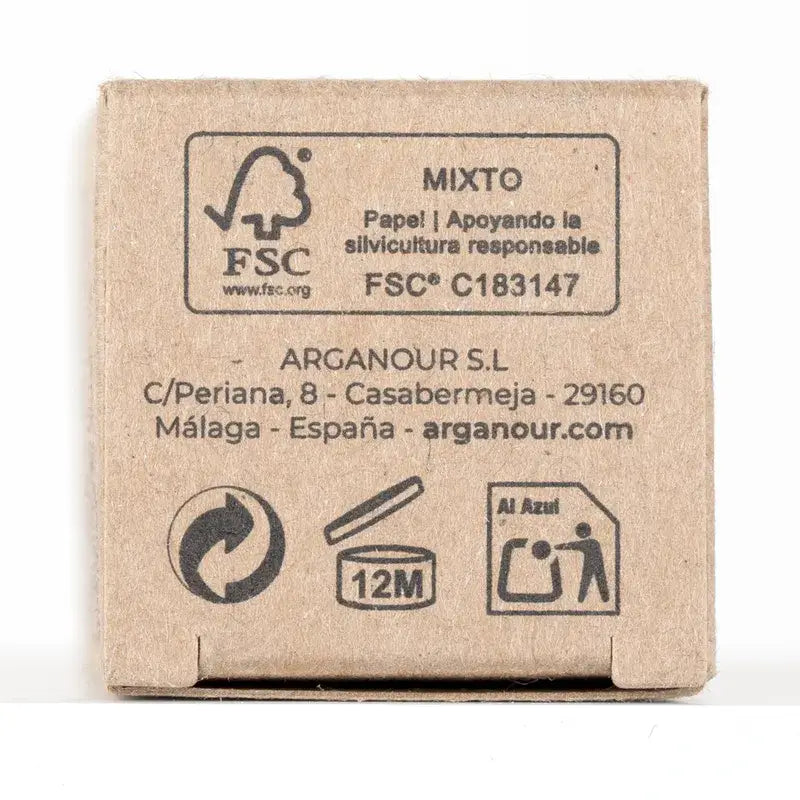 MIXTO
Papel | Apoyando la
silvicultura responsable
FSC® C183147
FSC
www.fsc.org
ARGANOUR S.L
C/Periana, 8 - Casabermeja - 29160
Málaga - España - arganour.com
12M
Al Azul